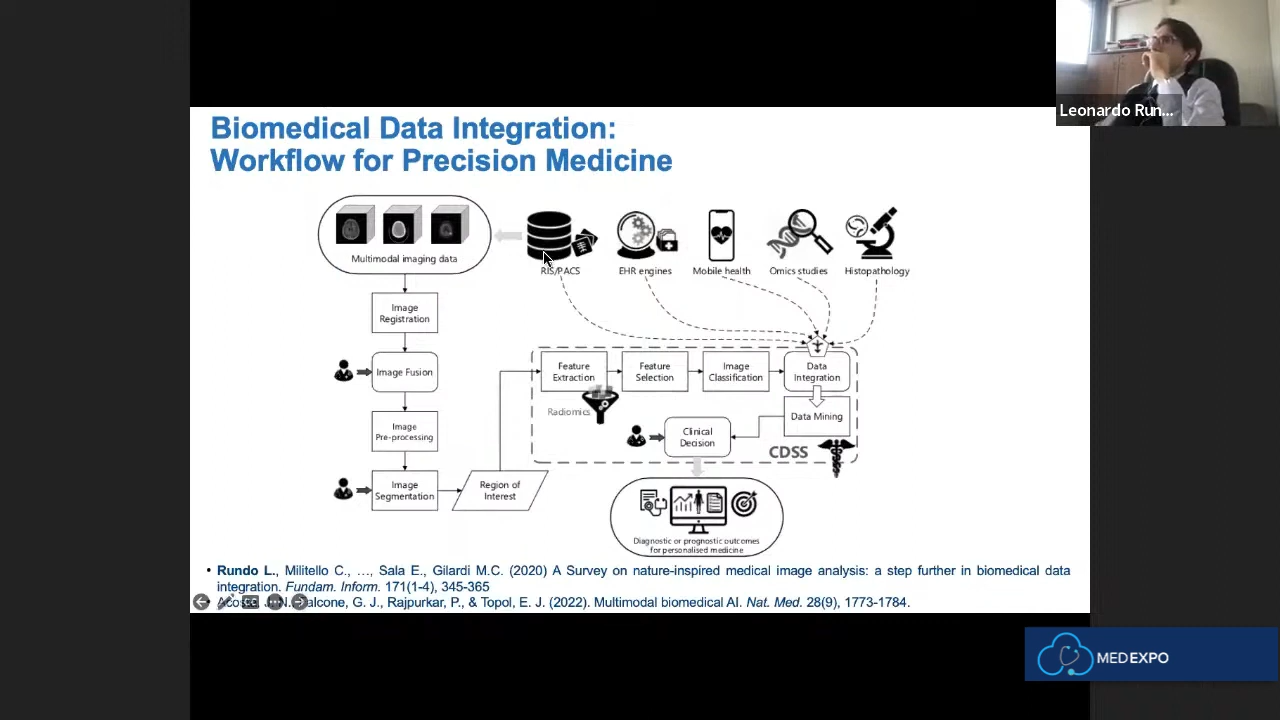 Leonardo Run...
Biomedical Data Integration:
Workflow for Precision Medicine
Multimodal imaging data
RIS/PACS
EHR engines
Mobile health
Omics studies
Histopathology
Image
Registration
Image Fusion
Image
Pre-processing
Image
Segmentation
Region of
Interest
Feature
Extraction
Feature
Selection
Image
Classification
Data
Integration
Radiomics
Data Mining
Clinical
Decision
CDSS
Diagnostic or prognostic outcomes
for personalised medicine
• Rundo L., Militello C., ..., Sala E., Gilardi M.C. (2020) A Survey on nature-inspired medical image analysis: a step further in biomedical data
integration. Fundam. Inform. 171(1-4), 345-365
G. J., Rajpurkar, P., & Topol, E. J. (2022). Multimodal biomedical AI. Nat. Med. 28(9), 1773-1784.
MEDEXPO